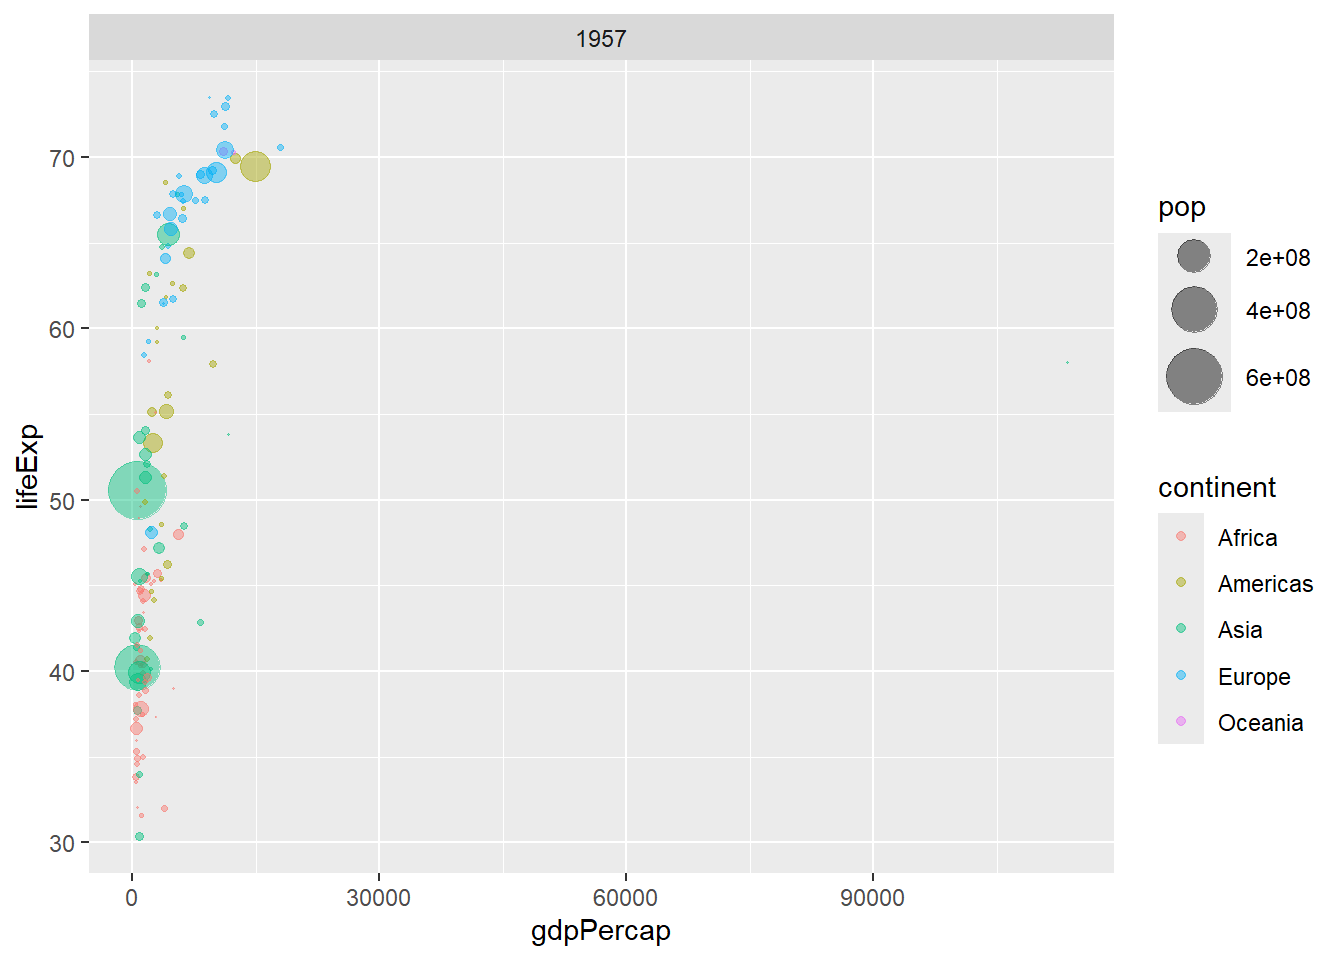 1957
70
60
50
40
30
lifeExp
0 30000 60000 90000
gdpPercap
pop
2e+08
4e+08
6e+08
continent
Africa
Americas
Asia
Europe
Oceania